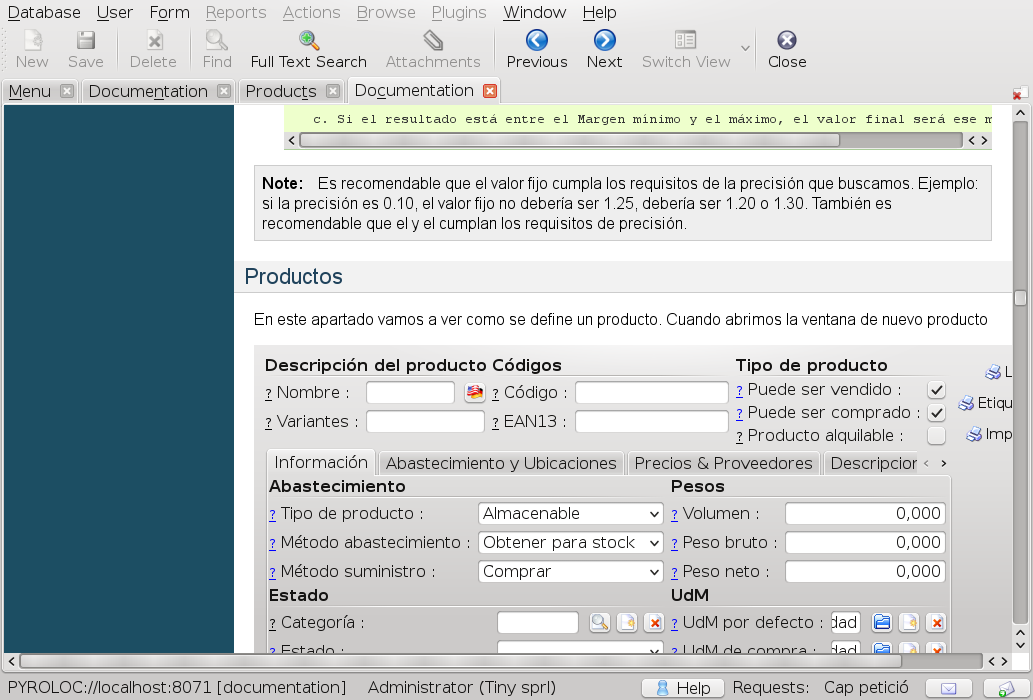 Database User Form Reports Actions Browse Plugins Window Help
New Save Delete Find Full Text Search Attachments Previous Next Switch View Close
Menu Documentation Products Documentation
c. Si el resultado está entre el Margen mínimo y el máximo, el valor final será ese m
Note: Es recomendable que el valor fijo cumpla los requisitos de la precisión que buscamos. Ejemplo:
si la precisión es 0.10, el valor fijo no debería ser 1.25, debería ser 1.20 o 1.30. También es
recomendable que el y el cumplan los requisitos de precisión.
Productos
En este apartado vamos a ver como se define un producto. Cuando abrimos la ventana de nuevo producto
Descripción del producto Códigos Tipo de producto
? Nombre : ? Código : ? Puede ser vendido : L
? Variantes : ? EAN13 : ? Puede ser comprado : Etiqu
? Producto alquilable : Imp
Información Abastecimiento y Ubicaciones Precios & Proveedores Descripcion
Abastecimiento Pesos
? Tipo de producto : Almacenable ? Volumen : 0,000
? Método abastecimiento : Obtener para stock ? Peso bruto : 0,000
? Método suministro : Comprar ? Peso neto : 0,000
Estado UdM
? Categoría : ? UdM por defecto : dad
? Estado : ? UdM de compra : dad
PYROLOC://localhost:8071 [documentation] Administrator (Tiny sprl) Help Requests: Cap petició